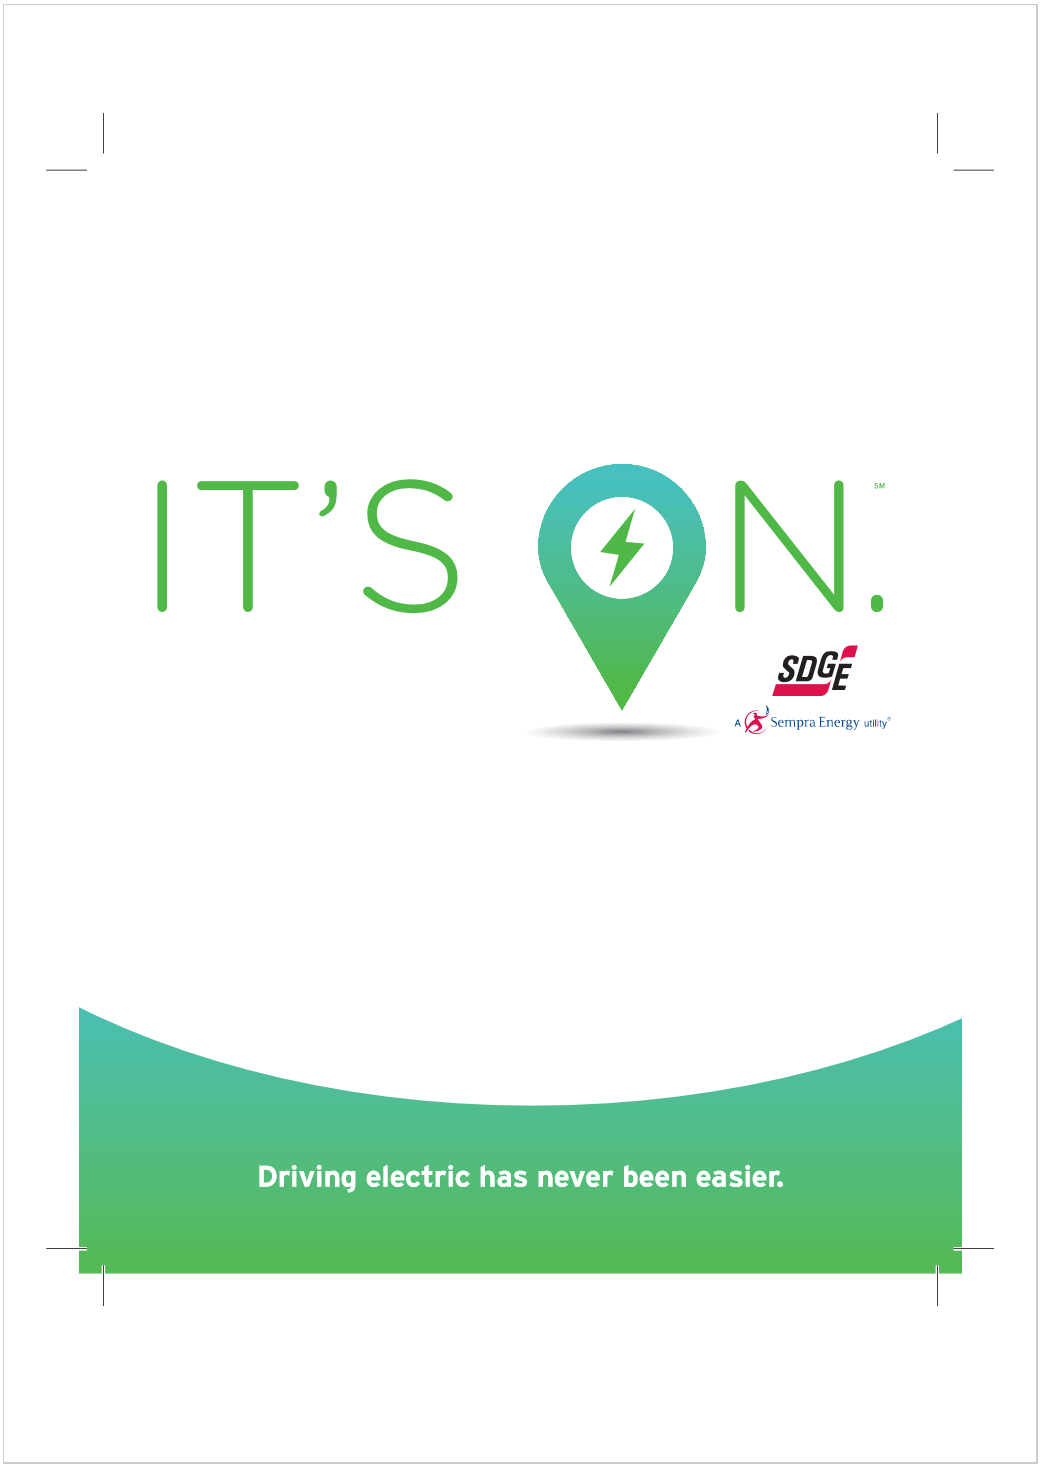 IT’S ON.℠
SDGE
A Sempra Energy utility®
Driving electric has never been easier.